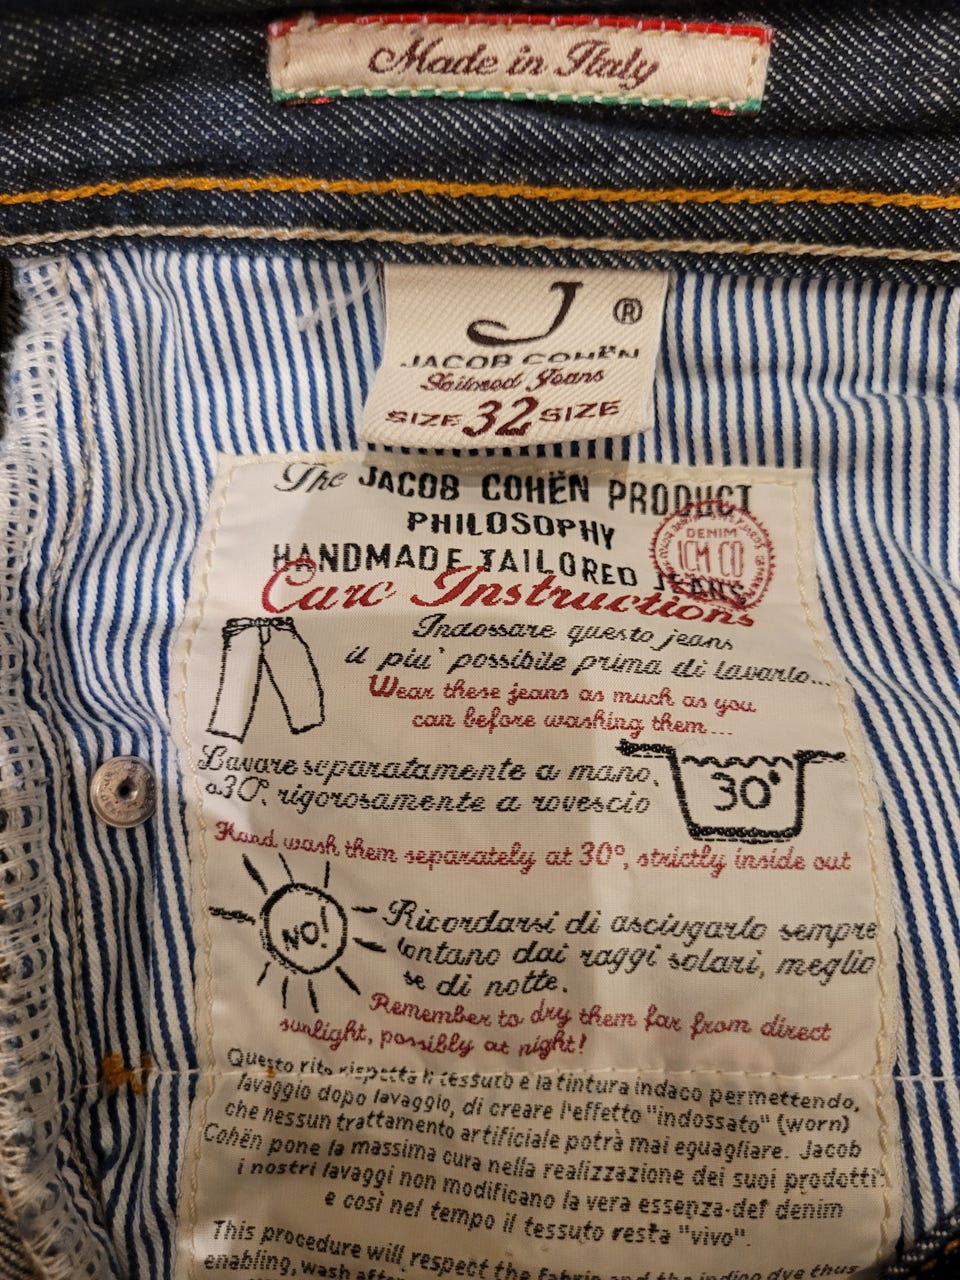 Made in Italy
J ®
JACOB COHËN
Tailored Jeans
SIZE 32 SIZE
The JACOB COHËN PRODUCT
PHILOSOPHY
HANDMADE TAILORED JEANS
DENIM
JCM CO
Care Instructions
Indossare questo jeans
il piu' possibile prima di lavarlo...
Wear these jeans as much as you
can before washing them...
Lavare separatamente a mano,
a 30°. rigorosamente a rovescio
30°
Hand wash them separately at 30°, strictly inside out
NO!
Ricordarsi di asciugarlo sempre
lontano dai raggi solari, meglio
se di notte.
Remember to dry them far from direct
sunlight, possibly at night!
Questo rito rispetta il tessuto e la tintura indaco permettendo,
lavaggio dopo lavaggio, di creare l'effetto "indossato" (worn)
che nessun trattamento artificiale potrà mai eguagliare. Jacob
Cohën pone la massima cura nella realizzazione dei suoi prodotti:
i nostri lavaggi non modificano la vera essenza del denim
e così nel tempo il tessuto resta "vivo".
This procedure will respect the fabric and the indigo dye thus
enabling, wash after